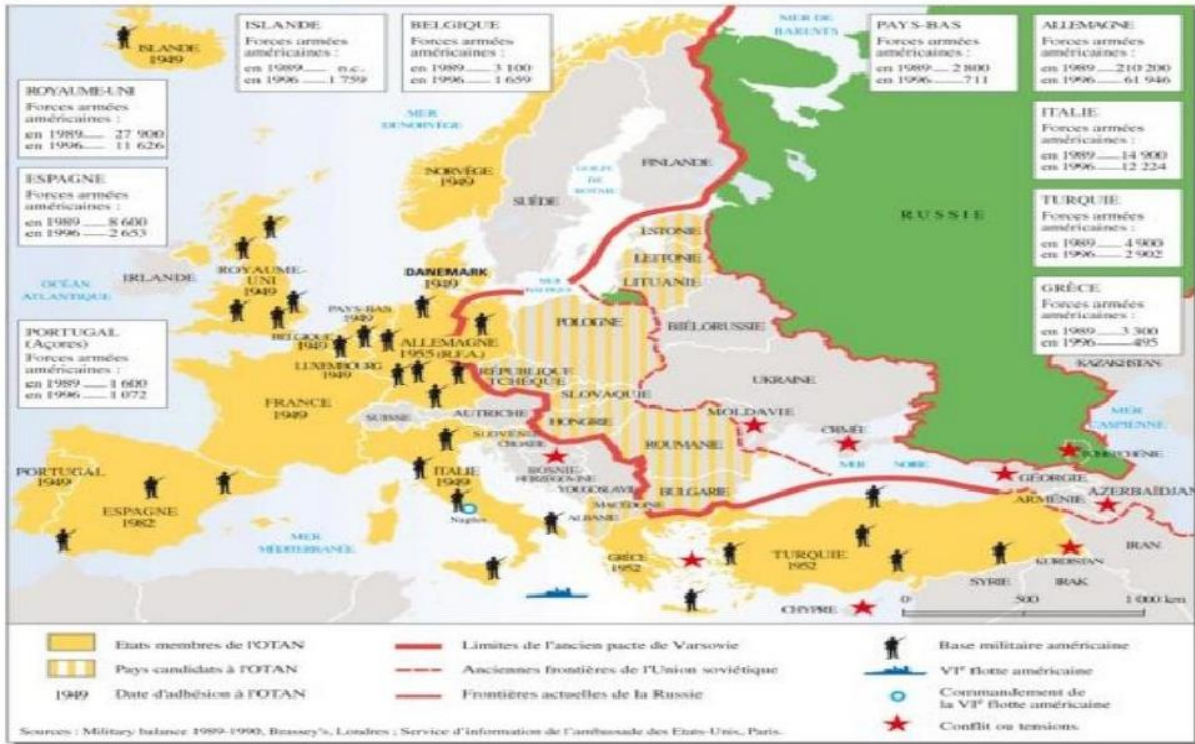 ISLANDE
Forces armées
américaines :
en 1989 ...... n.c.
en 1996 ...... 1 759
BELGIQUE
Forces armées
américaines :
en 1989 ...... 3 100
en 1996 ...... 1 659
PAYS-BAS
Forces armées
américaines :
en 1989 ...... 2 800
en 1996 ...... 711
ALLEMAGNE
Forces armées
américaines :
en 1989 ...... 210 200
en 1996 ...... 61 946
ROYAUME-UNI
Forces armées
américaines :
en 1989 ...... 27 900
en 1996 ...... 11 626
ITALIE
Forces armées
américaines :
en 1989 ...... 14 900
en 1996 ...... 12 224
ESPAGNE
Forces armées
américaines :
en 1989 ...... 8 600
en 1996 ...... 2 653
TURQUIE
Forces armées
américaines :
en 1989 ...... 4 900
en 1996 ...... 2 902
PORTUGAL
(Açores)
Forces armées
américaines :
en 1989 ...... 1 600
en 1996 ...... 1 072
GRÈCE
Forces armées
américaines :
en 1989 ...... 3 300
en 1996 ...... 495
ISLANDE
1949
MER DE
BARENTS
MER
DE NORVÈGE
NORVÈGE
1949
SUÈDE
FINLANDE
GOLFE
DE
BOTNIE
RUSSIE
ESTONIE
LETTONIE
LITUANIE
MER
BALTIQUE
OCÉAN
ATLANTIQUE
IRLANDE
ROYAUME-
UNI
1949
DANEMARK
1949
PAYS-BAS
1949
BELGIQUE
1949
LUXEMBOURG
1949
ALLEMAGNE
1955 (R.F.A.)
POLOGNE
BIÉLORUSSIE
UKRAINE
KAZAKHSTAN
RÉPUBLIQUE
TCHÈQUE
SLOVAQUIE
FRANCE
1949
SUISSE
AUTRICHE
HONGRIE
MOLDAVIE
CRIMÉE
MER
CASPIENNE
SLOVÉNIE
CROATIE
BOSNIE-
HERZÉGOVINE
YOUGOSLAVIE
ROUMANIE
BULGARIE
MACÉDOINE
ALBANIE
MER NOIRE
TCHÉTCHÉNIE
GÉORGIE
ARMÉNIE
AZERBAÏDJAN
PORTUGAL
1949
ESPAGNE
1982
ITALIE
1949
Naples
MER
MÉDITERRANÉE
GRÈCE
1952
TURQUIE
1952
KURDISTAN
IRAN
SYRIE
IRAK
CHYPRE
0 500 1 000 km
Etats membres de l'OTAN
Pays candidats à l'OTAN
1949 Date d'adhésion à l'OTAN
Limites de l'ancien pacte de Varsovie
Anciennes frontières de l'Union soviétique
Frontières actuelles de la Russie
Base militaire américaine
VIe flotte américaine
Commandement de
la VIe flotte américaine
Conflit ou tensions
Sources : Military balance 1989-1990, Brassey's, Londres ; Service d'information de l'ambassade des Etats-Unis, Paris.